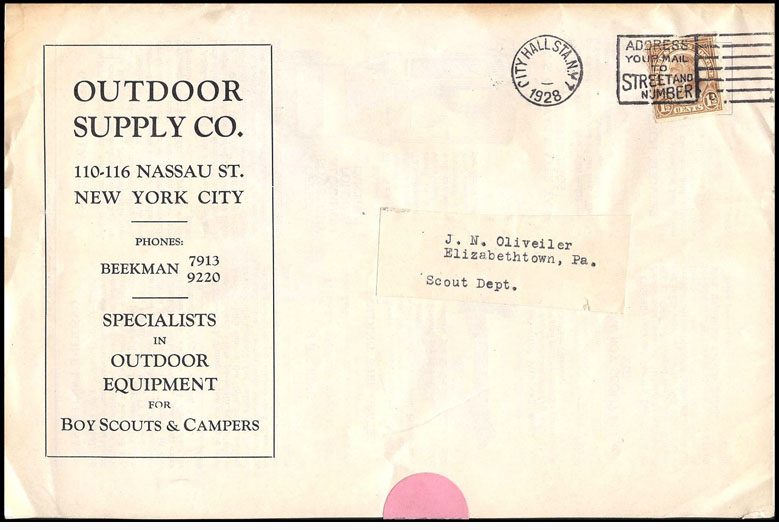 OUTDOOR
SUPPLY CO.
110-116 NASSAU ST.
NEW YORK CITY
PHONES:
BEEKMAN 7913
9220
SPECIALISTS
IN
OUTDOOR
EQUIPMENT
FOR
BOY SCOUTS & CAMPERS
CITY HALL STA. N.Y.
1928
ADDRESS
YOUR MAIL
TO
STREET AND
NUMBER
CENTS
J. N. Oliveiler
Elizabethtown, Pa.
Scout Dept.